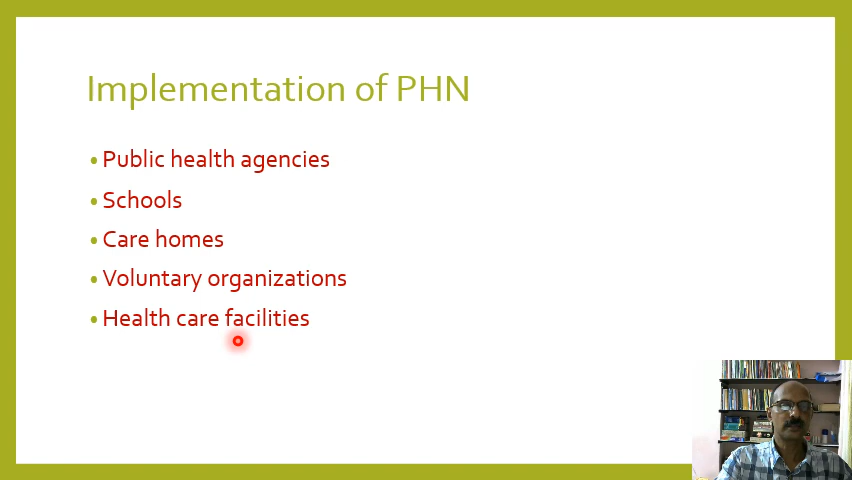 Implementation of PHN
• Public health agencies
• Schools
• Care homes
• Voluntary organizations
• Health care facilities